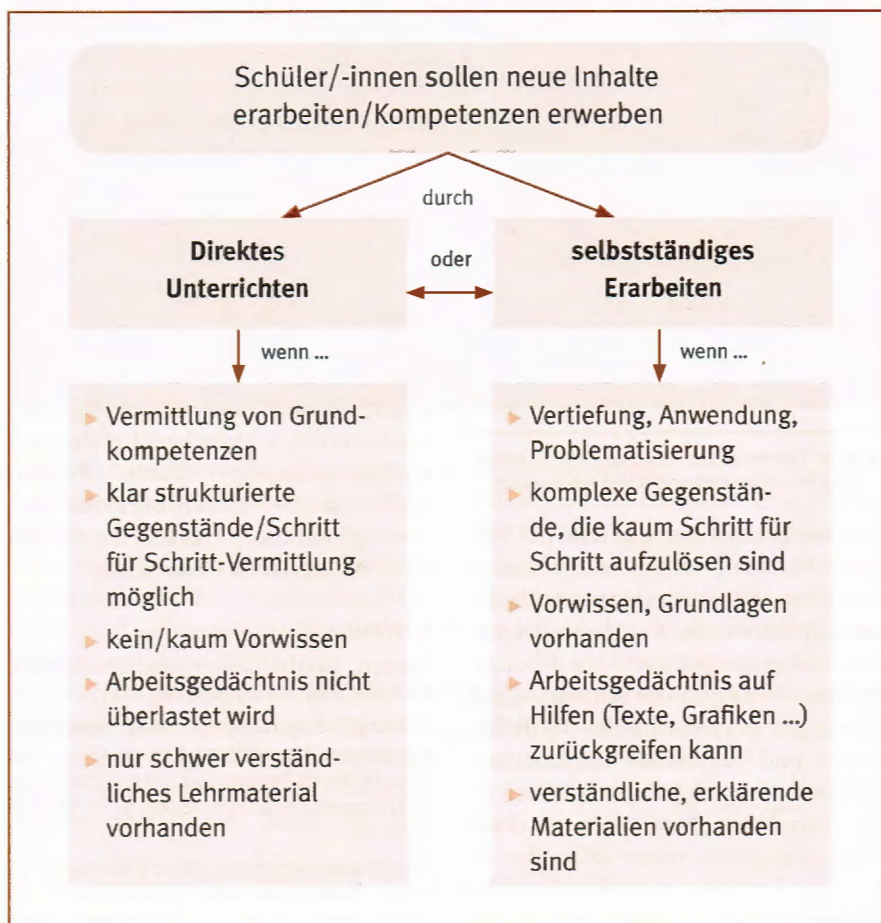 Schüler/-innen sollen neue Inhalte
erarbeiten/Kompetenzen erwerben
durch
Direktes
Unterrichten
oder
selbstständiges
Erarbeiten
wenn ...
▸ Vermittlung von Grund-
kompetenzen
▸ klar strukturierte
Gegenstände/Schritt
für Schritt-Vermittlung
möglich
▸ kein/kaum Vorwissen
▸ Arbeitsgedächtnis nicht
überlastet wird
▸ nur schwer verständ-
liches Lehrmaterial
vorhanden
wenn ...
▸ Vertiefung, Anwendung,
Problematisierung
▸ komplexe Gegenstän-
de, die kaum Schritt für
Schritt aufzulösen sind
▸ Vorwissen, Grundlagen
vorhanden
▸ Arbeitsgedächtnis auf
Hilfen (Texte, Grafiken ...)
zurückgreifen kann
▸ verständliche, erklärende
Materialien vorhanden
sind